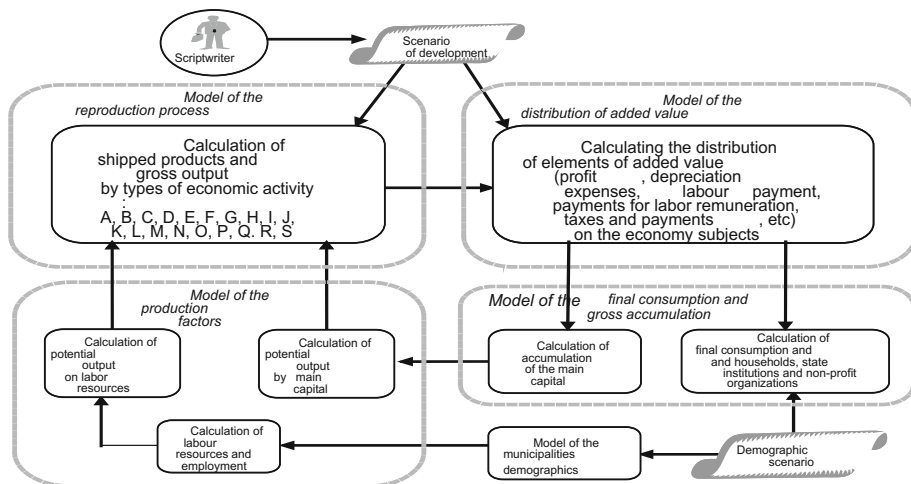 Scriptwriter
Scenario
of development
Model of the
reproduction process
Calculation of
shipped products and
gross output
by types of economic activity
:
A, B, C, D, E, F, G, H, I, J,
K, L, M, N, O, P, Q. R, S
Model of the
distribution of added value
Calculating the distribution
of elements of added value
(profit , depreciation
expenses, labour payment,
payments for labor remuneration,
taxes and payments , etc)
on the economy subjects
Model of the
production
factors
Calculation of
potential
output
on labor
resources
Calculation of
potential
output
by main
capital
Calculation of
labour
resources and
employment
Model of the final consumption and
gross accumulation
Calculation of
accumulation
of the main
capital
Calculation of
final consumption and
and households, state
institutions and non-profit
organizations
Model of the
municipalities
demographics
Demographic
scenario